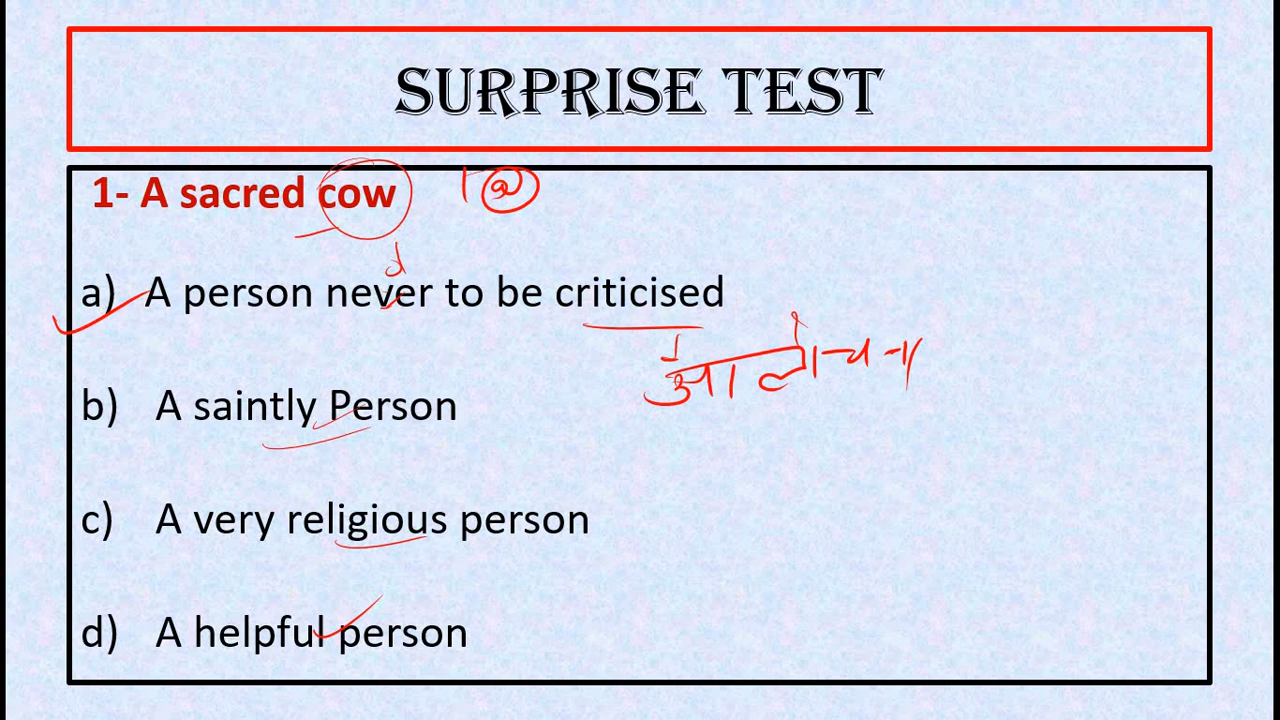 SURPRISE TEST
1- A sacred cow 1 a
d
a) A person never to be criticised
आलोचना
b) A saintly Person
c) A very religious person
d) A helpful person